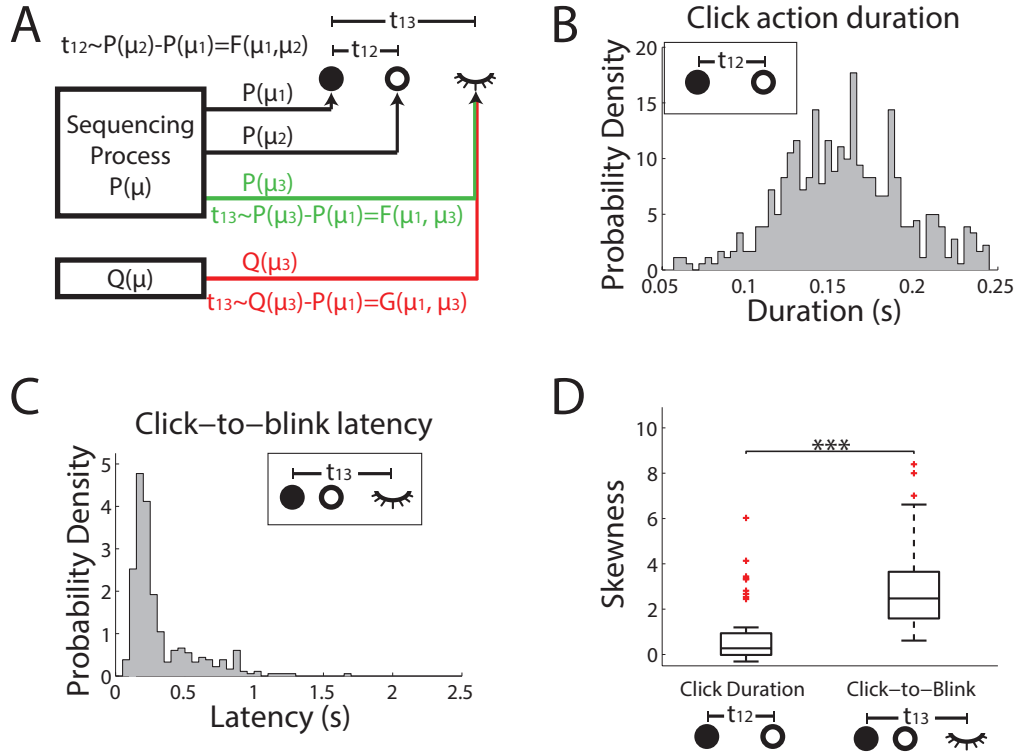 A
t12~P(μ2)-P(μ1)=F(μ1,μ2)
t13
t12
P(μ1)
Sequencing
Process
P(μ)
P(μ2)
P(μ3)
t13~P(μ3)-P(μ1)=F(μ1, μ3)
Q(μ)
Q(μ3)
t13~Q(μ3)-P(μ1)=G(μ1, μ3)
B
Click action duration
Probability Density
20
15
10
5
0
t12
0.05
0.1
0.15
0.2
0.25
Duration (s)
C
Click−to−blink latency
Probability Density
5
4
3
2
1
0
t13
0
0.5
1
1.5
2
2.5
Latency (s)
D
Skewness
10
8
6
4
2
0
***
Click Duration
t12
Click−to−Blink
t13